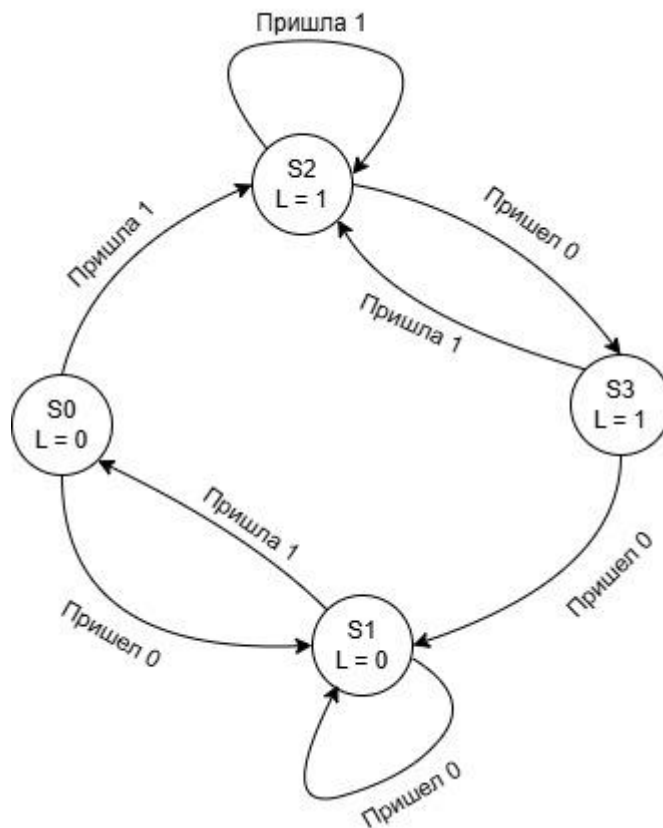 Пришла 1
S2
L = 1
Пришла 1
Пришел 0
Пришла 1
S3
L = 1
S0
L = 0
Пришла 1
Пришел 0
Пришел 0
S1
L = 0
Пришел 0